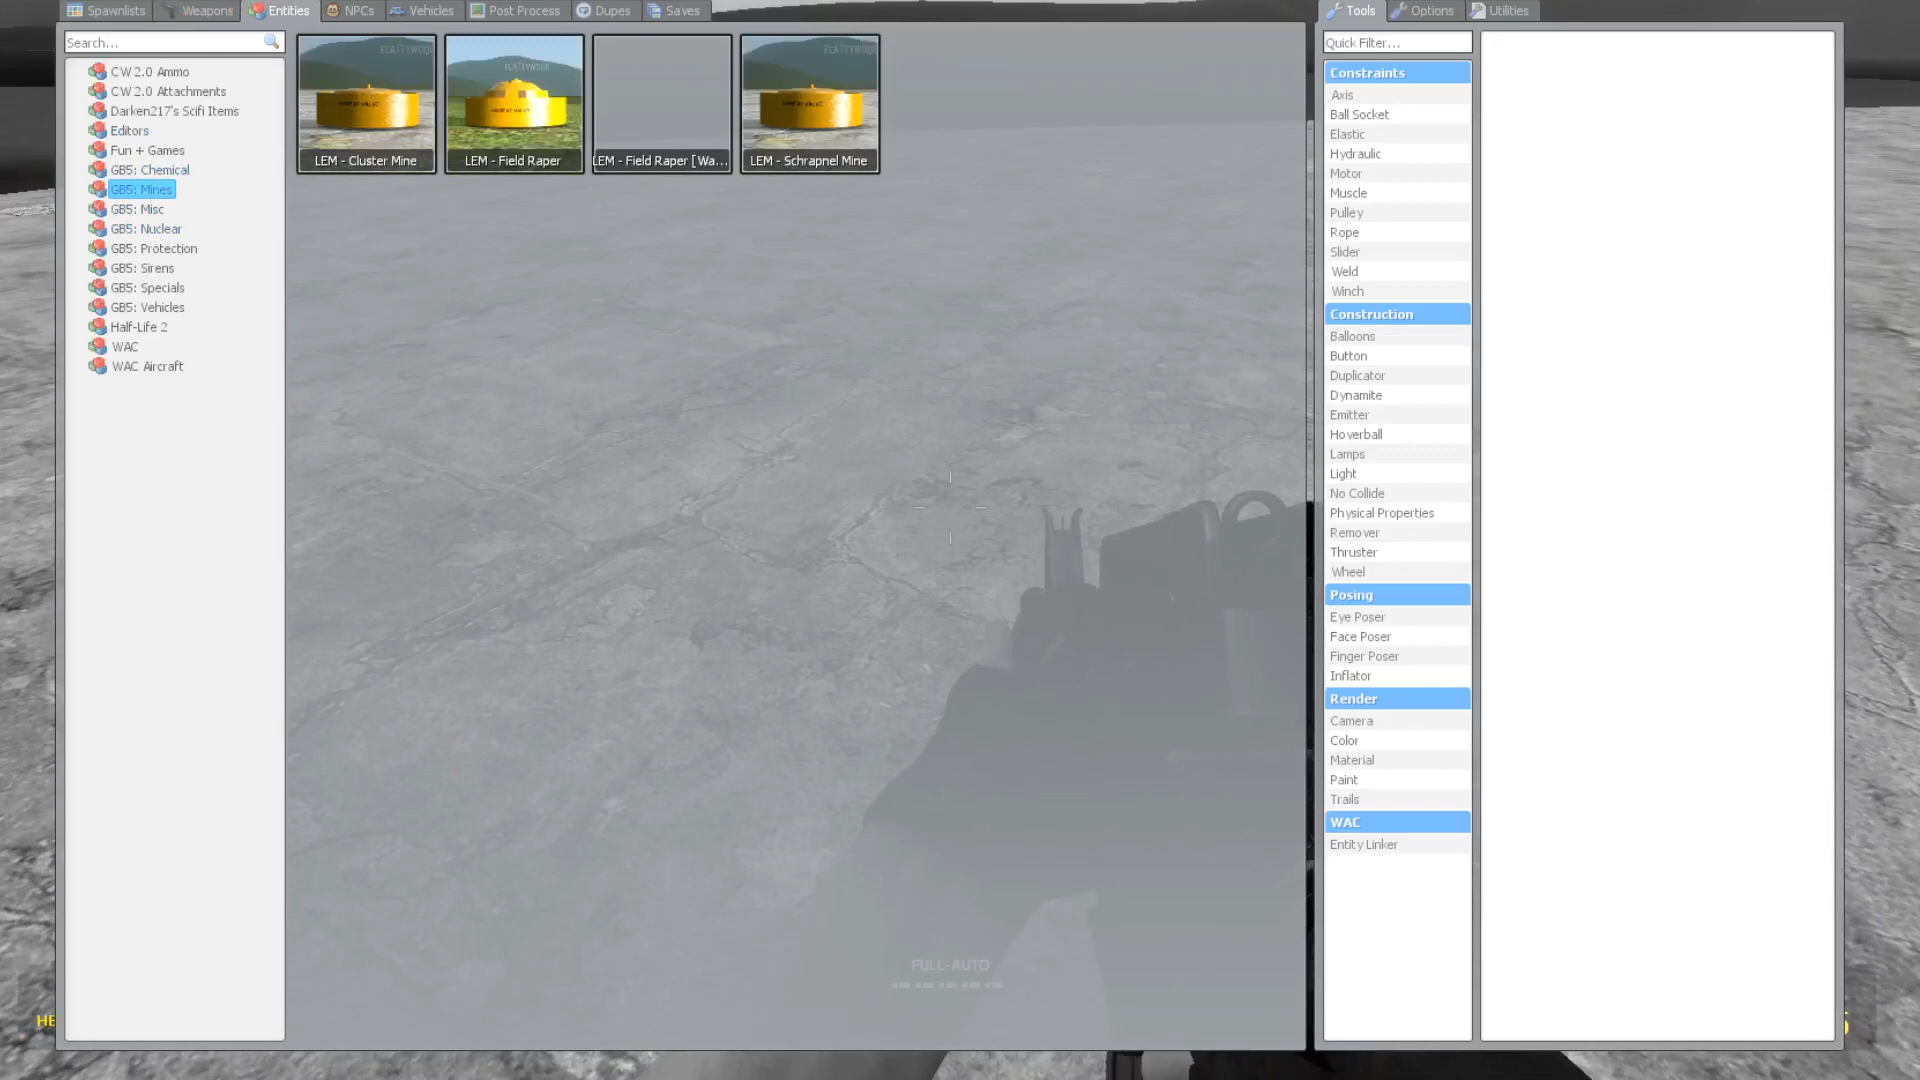 Spawnlists Weapons Entities NPCs Vehicles Post Process Dupes Saves
Search...
CW 2.0 Ammo
CW 2.0 Attachments
Darken217's Scifi Items
Editors
Fun + Games
GB5: Chemical
GB5: Mines
GB5: Misc
GB5: Nuclear
GB5: Protection
GB5: Sirens
GB5: Specials
GB5: Vehicles
Half-Life 2
WAC
WAC Aircraft
FLATTYWOOD
LEM - Cluster Mine
FLATTYWOOD
LEM - Field Raper
LEM - Field Raper [Wa...
FLATTYWOOD
LEM - Schrapnel Mine
FULL-AUTO
HE
Tools Options Utilities
Quick Filter...
Constraints
Axis
Ball Socket
Elastic
Hydraulic
Motor
Muscle
Pulley
Rope
Slider
Weld
Winch
Construction
Balloons
Button
Duplicator
Dynamite
Emitter
Hoverball
Lamps
Light
No Collide
Physical Properties
Remover
Thruster
Wheel
Posing
Eye Poser
Face Poser
Finger Poser
Inflator
Render
Camera
Color
Material
Paint
Trails
WAC
Entity Linker